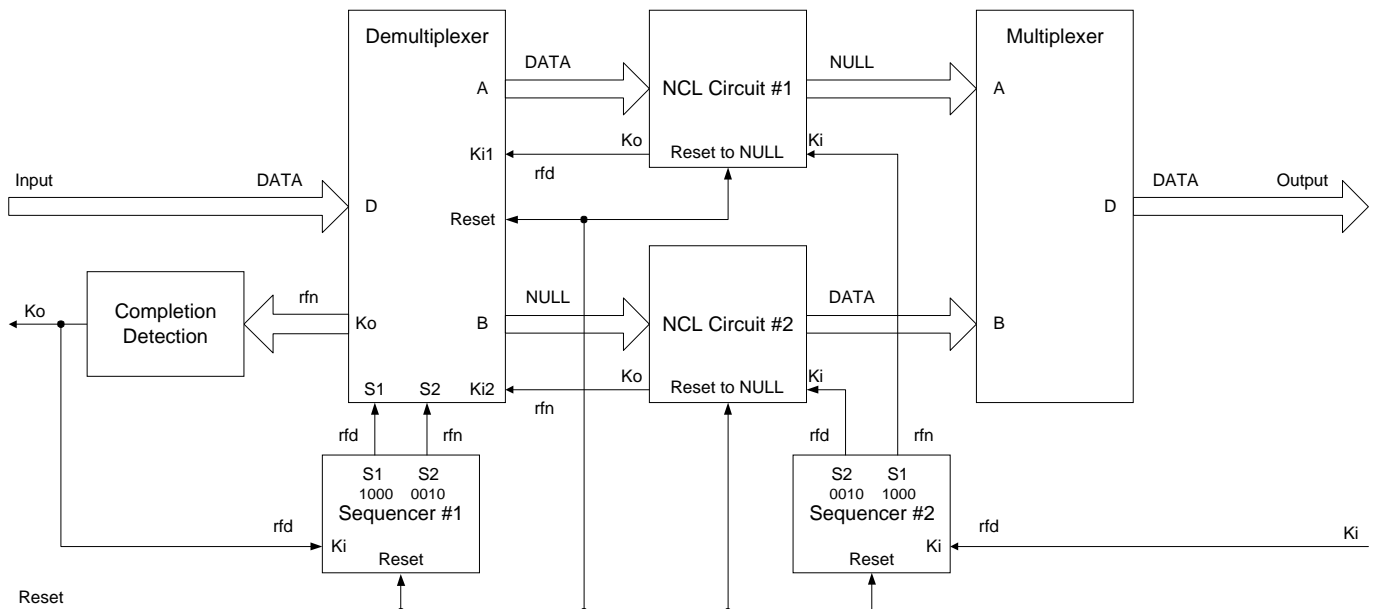 Demultiplexer
Multiplexer
DATA
NULL
A
NCL Circuit #1
A
Ko
Ki
Ki1
Reset to NULL
rfd
Input
DATA
DATA
Output
D
D
Reset
rfn
NULL
DATA
Ko
Completion
Detection
Ko
B
NCL Circuit #2
B
Ko
Ki
S1
S2
Ki2
Reset to NULL
rfn
rfd
rfn
rfd
rfn
S1
S2
S2
S1
1000
0010
0010
1000
Sequencer #1
Sequencer #2
rfd
rfd
Ki
Ki
Ki
Reset
Reset
Reset